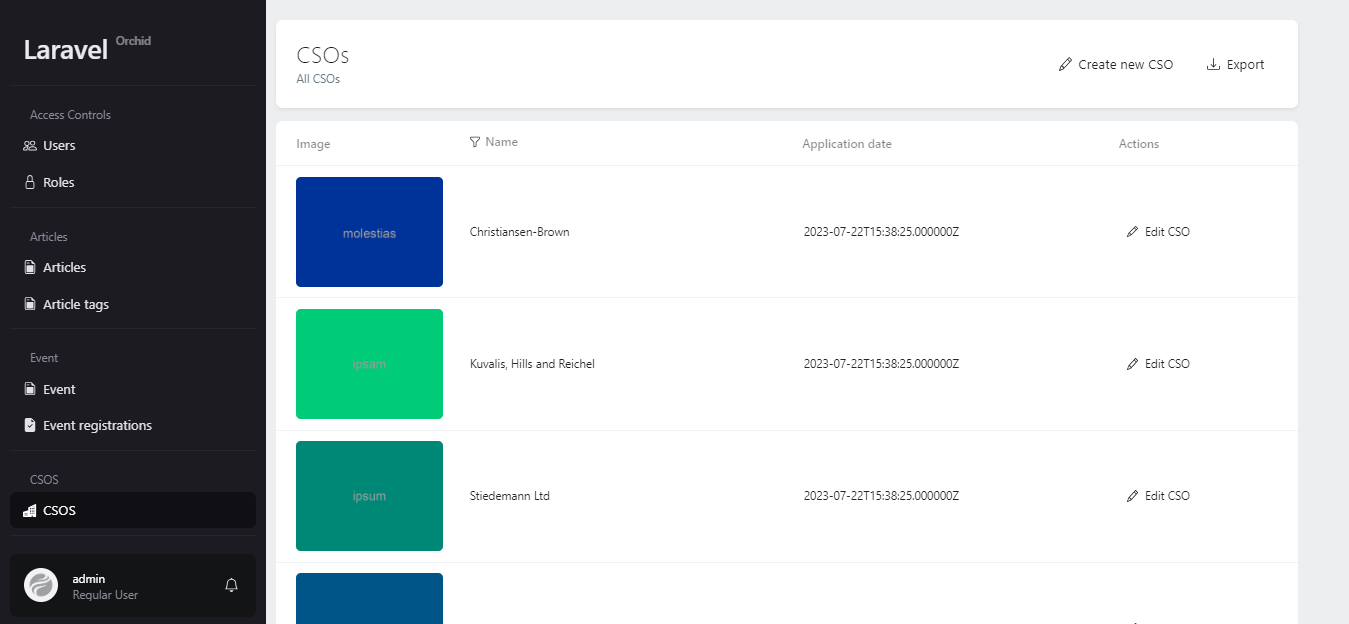 Laravel Orchid
Access Controls
Users
Roles
Articles
Articles
Article tags
Event
Event
Event registrations
CSOS
CSOS
admin
Regular User
CSOs
All CSOs
Create new CSO
Export
Image Name Application date Actions
molestias Christiansen-Brown 2023-07-22T15:38:25.000000Z Edit CSO
ipsam Kuvalis, Hills and Reichel 2023-07-22T15:38:25.000000Z Edit CSO
ipsum Stiedemann Ltd 2023-07-22T15:38:25.000000Z Edit CSO